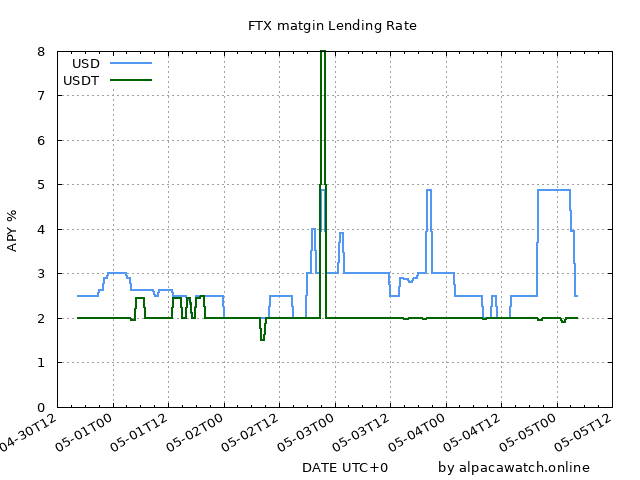 FTX matgin Lending Rate
USD
USDT
8
7
6
5
4
3
2
1
0
APY %
04-30T12
05-01T00
05-01T12
05-02T00
05-02T12
05-03T00
05-03T12
05-04T00
05-04T12
05-05T00
05-05T12
DATE UTC+0
by alpacawatch.online